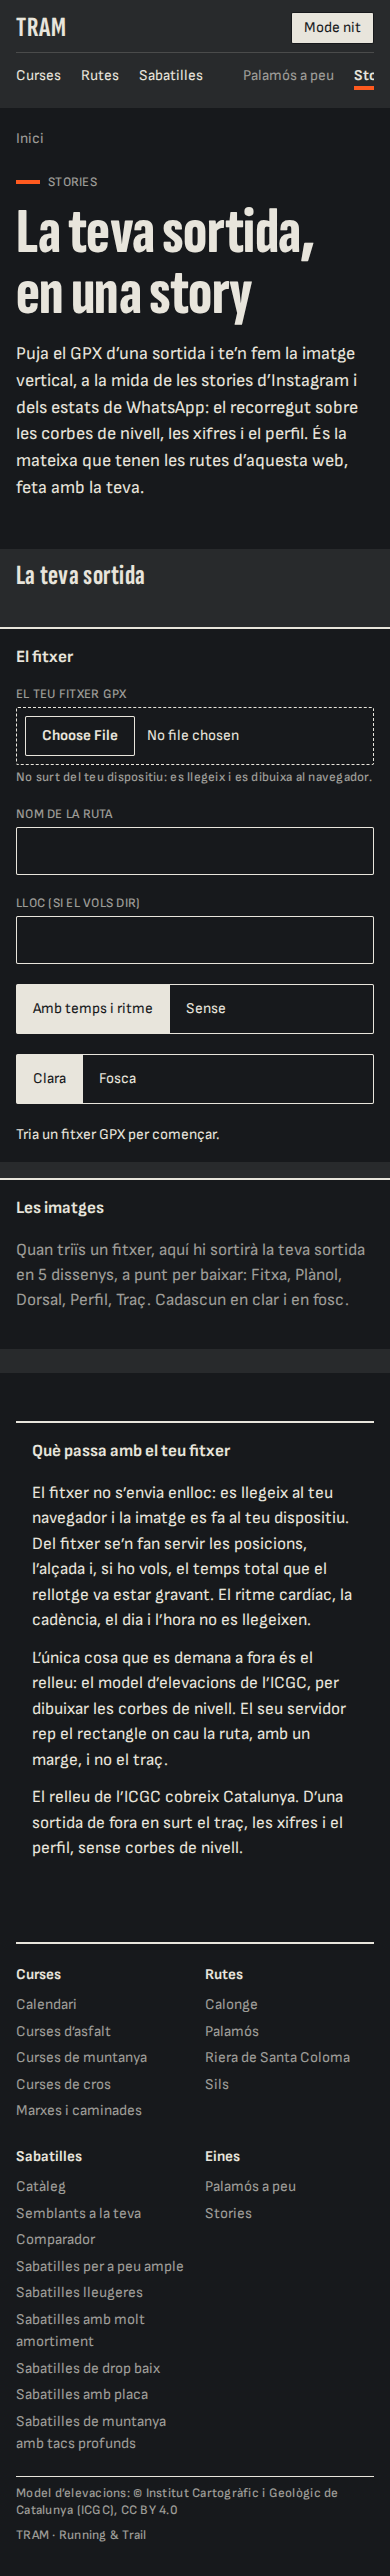 TRAM
Mode nit
Curses Rutes Sabatilles Palamós a peu
Inici
STORIES
La teva sortida,
en una story
Puja el GPX d’una sortida i te’n fem la imatge
vertical, a la mida de les stories d’Instagram i
dels estats de WhatsApp: el recorregut sobre
les corbes de nivell, les xifres i el perfil. És la
mateixa que tenen les rutes d’aquesta web,
feta amb la teva.
La teva sortida
El fitxer
EL TEU FITXER GPX
Choose File No file chosen
No surt del teu dispositiu: es llegeix i es dibuixa al navegador.
NOM DE LA RUTA
LLOC (SI EL VOLS DIR)
Amb temps i ritme Sense
Clara Fosca
Tria un fitxer GPX per començar.
Les imatges
Quan triïs un fitxer, aquí hi sortirà la teva sortida
en 5 dissenys, a punt per baixar: Fitxa, Plànol,
Dorsal, Perfil, Traç. Cadascun en clar i en fosc.
Què passa amb el teu fitxer
El fitxer no s’envia enlloc: es llegeix al teu
navegador i la imatge es fa al teu dispositiu.
Del fitxer se’n fan servir les posicions,
l’alçada i, si ho vols, el temps total que el
rellotge va estar gravant. El ritme cardíac, la
cadència, el dia i l’hora no es llegeixen.
L’única cosa que es demana a fora és el
relleu: el model d’elevacions de l’ICGC, per
dibuixar les corbes de nivell. El seu servidor
rep el rectangle on cau la ruta, amb un
marge, i no el traç.
El relleu de l’ICGC cobreix Catalunya. D’una
sortida de fora en surt el traç, les xifres i el
perfil, sense corbes de nivell.
Curses
Calendari
Curses d’asfalt
Curses de muntanya
Curses de cros
Marxes i caminades
Rutes
Calonge
Palamós
Riera de Santa Coloma
Sils
Sabatilles
Catàleg
Semblants a la teva
Comparador
Sabatilles per a peu ample
Sabatilles lleugeres
Sabatilles amb molt
amortiment
Sabatilles de drop baix
Sabatilles amb placa
Sabatilles de muntanya
amb tacs profunds
Eines
Palamós a peu
Stories
Model d’elevacions: © Institut Cartogràfic i Geològic de
Catalunya (ICGC), CC BY 4.0
TRAM · Running & Trail